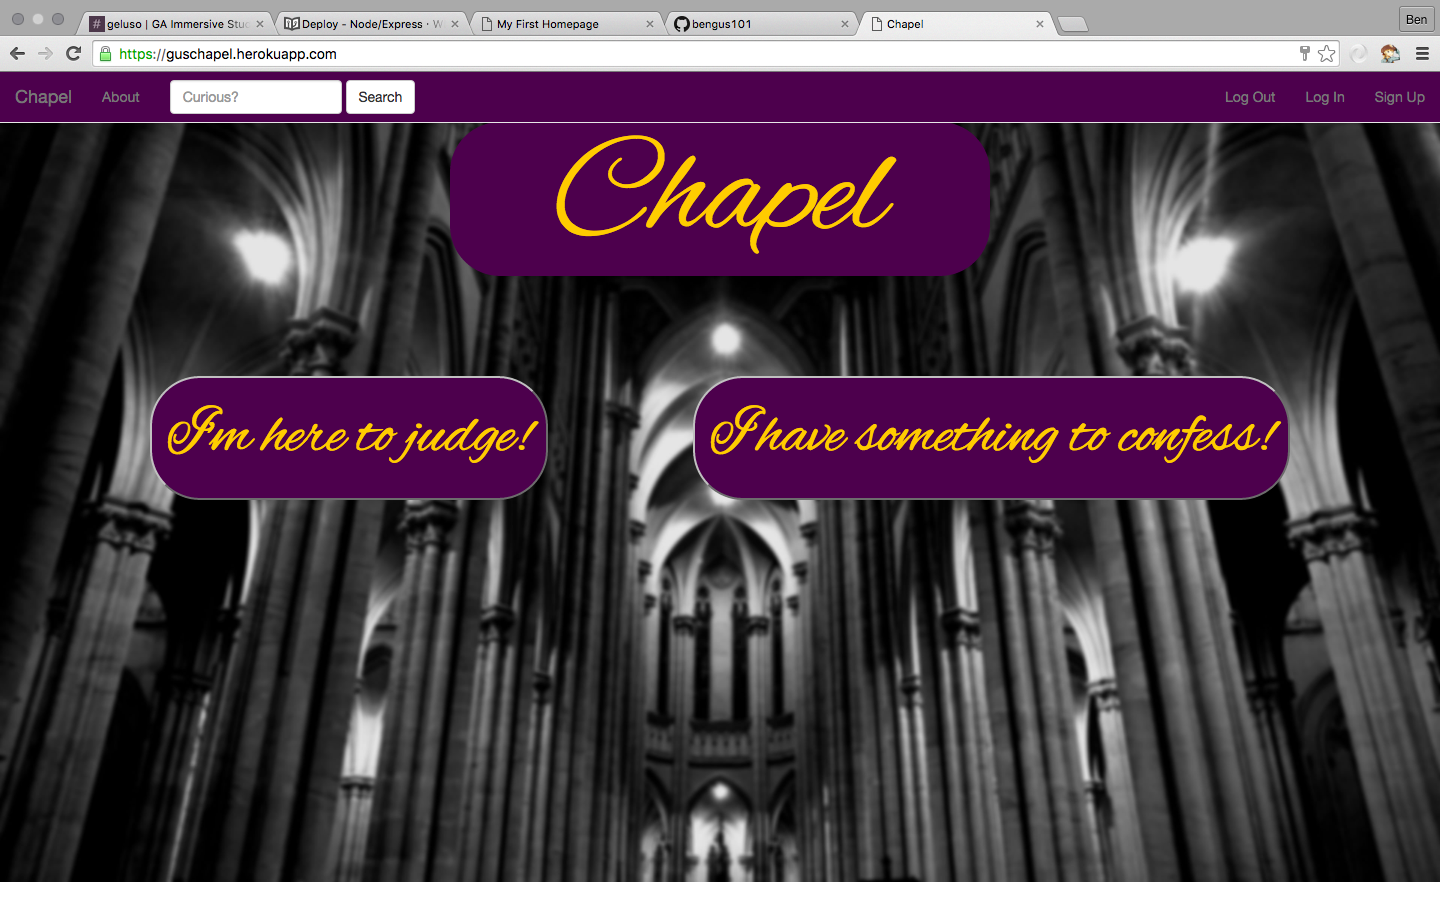 geluso | GA Immersive Stu
Deploy - Node/Express · W
My First Homepage
bengus101
Chapel
Ben
https://guschapel.herokuapp.com
Chapel About Curious? Search Log Out Log In Sign Up
Chapel
I'm here to judge! I have something to confess!